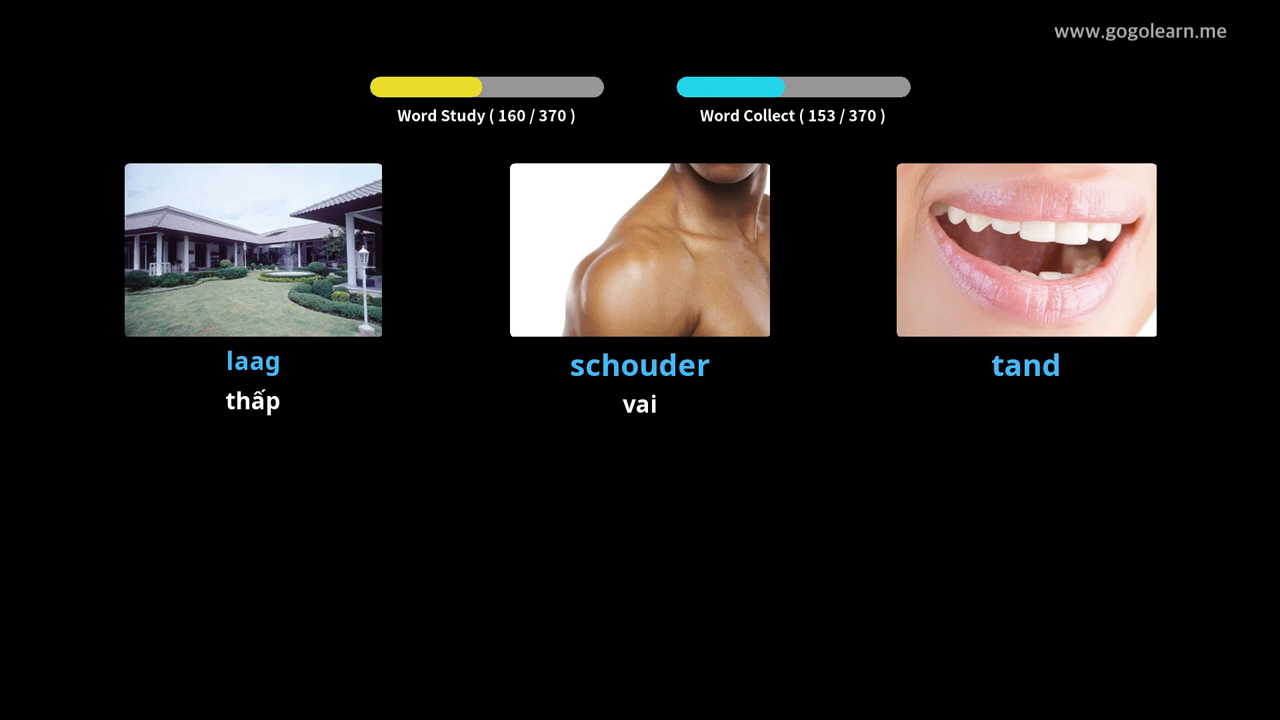 www.gogolearn.me
Word Study ( 160 / 370 )
Word Collect ( 153 / 370 )
laag
schouder
tand
thấp
vai